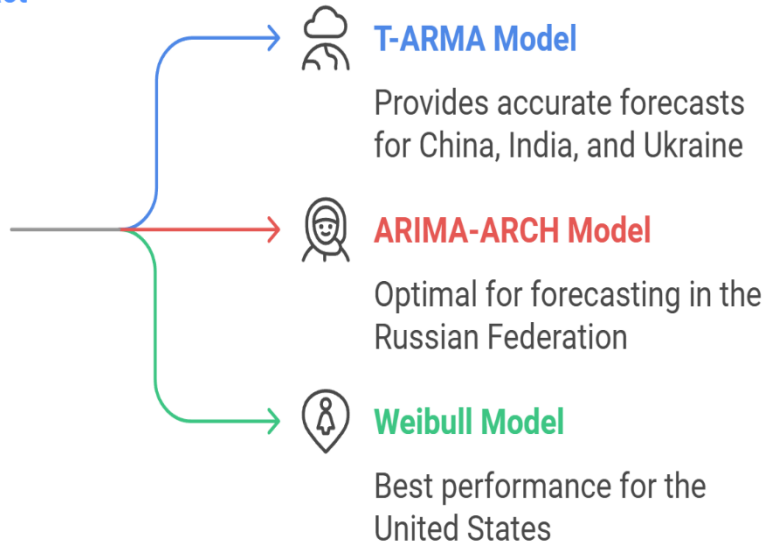 T-ARMA Model
Provides accurate forecasts
for China, India, and Ukraine
ARIMA-ARCH Model
Optimal for forecasting in the
Russian Federation
Weibull Model
Best performance for the
United States